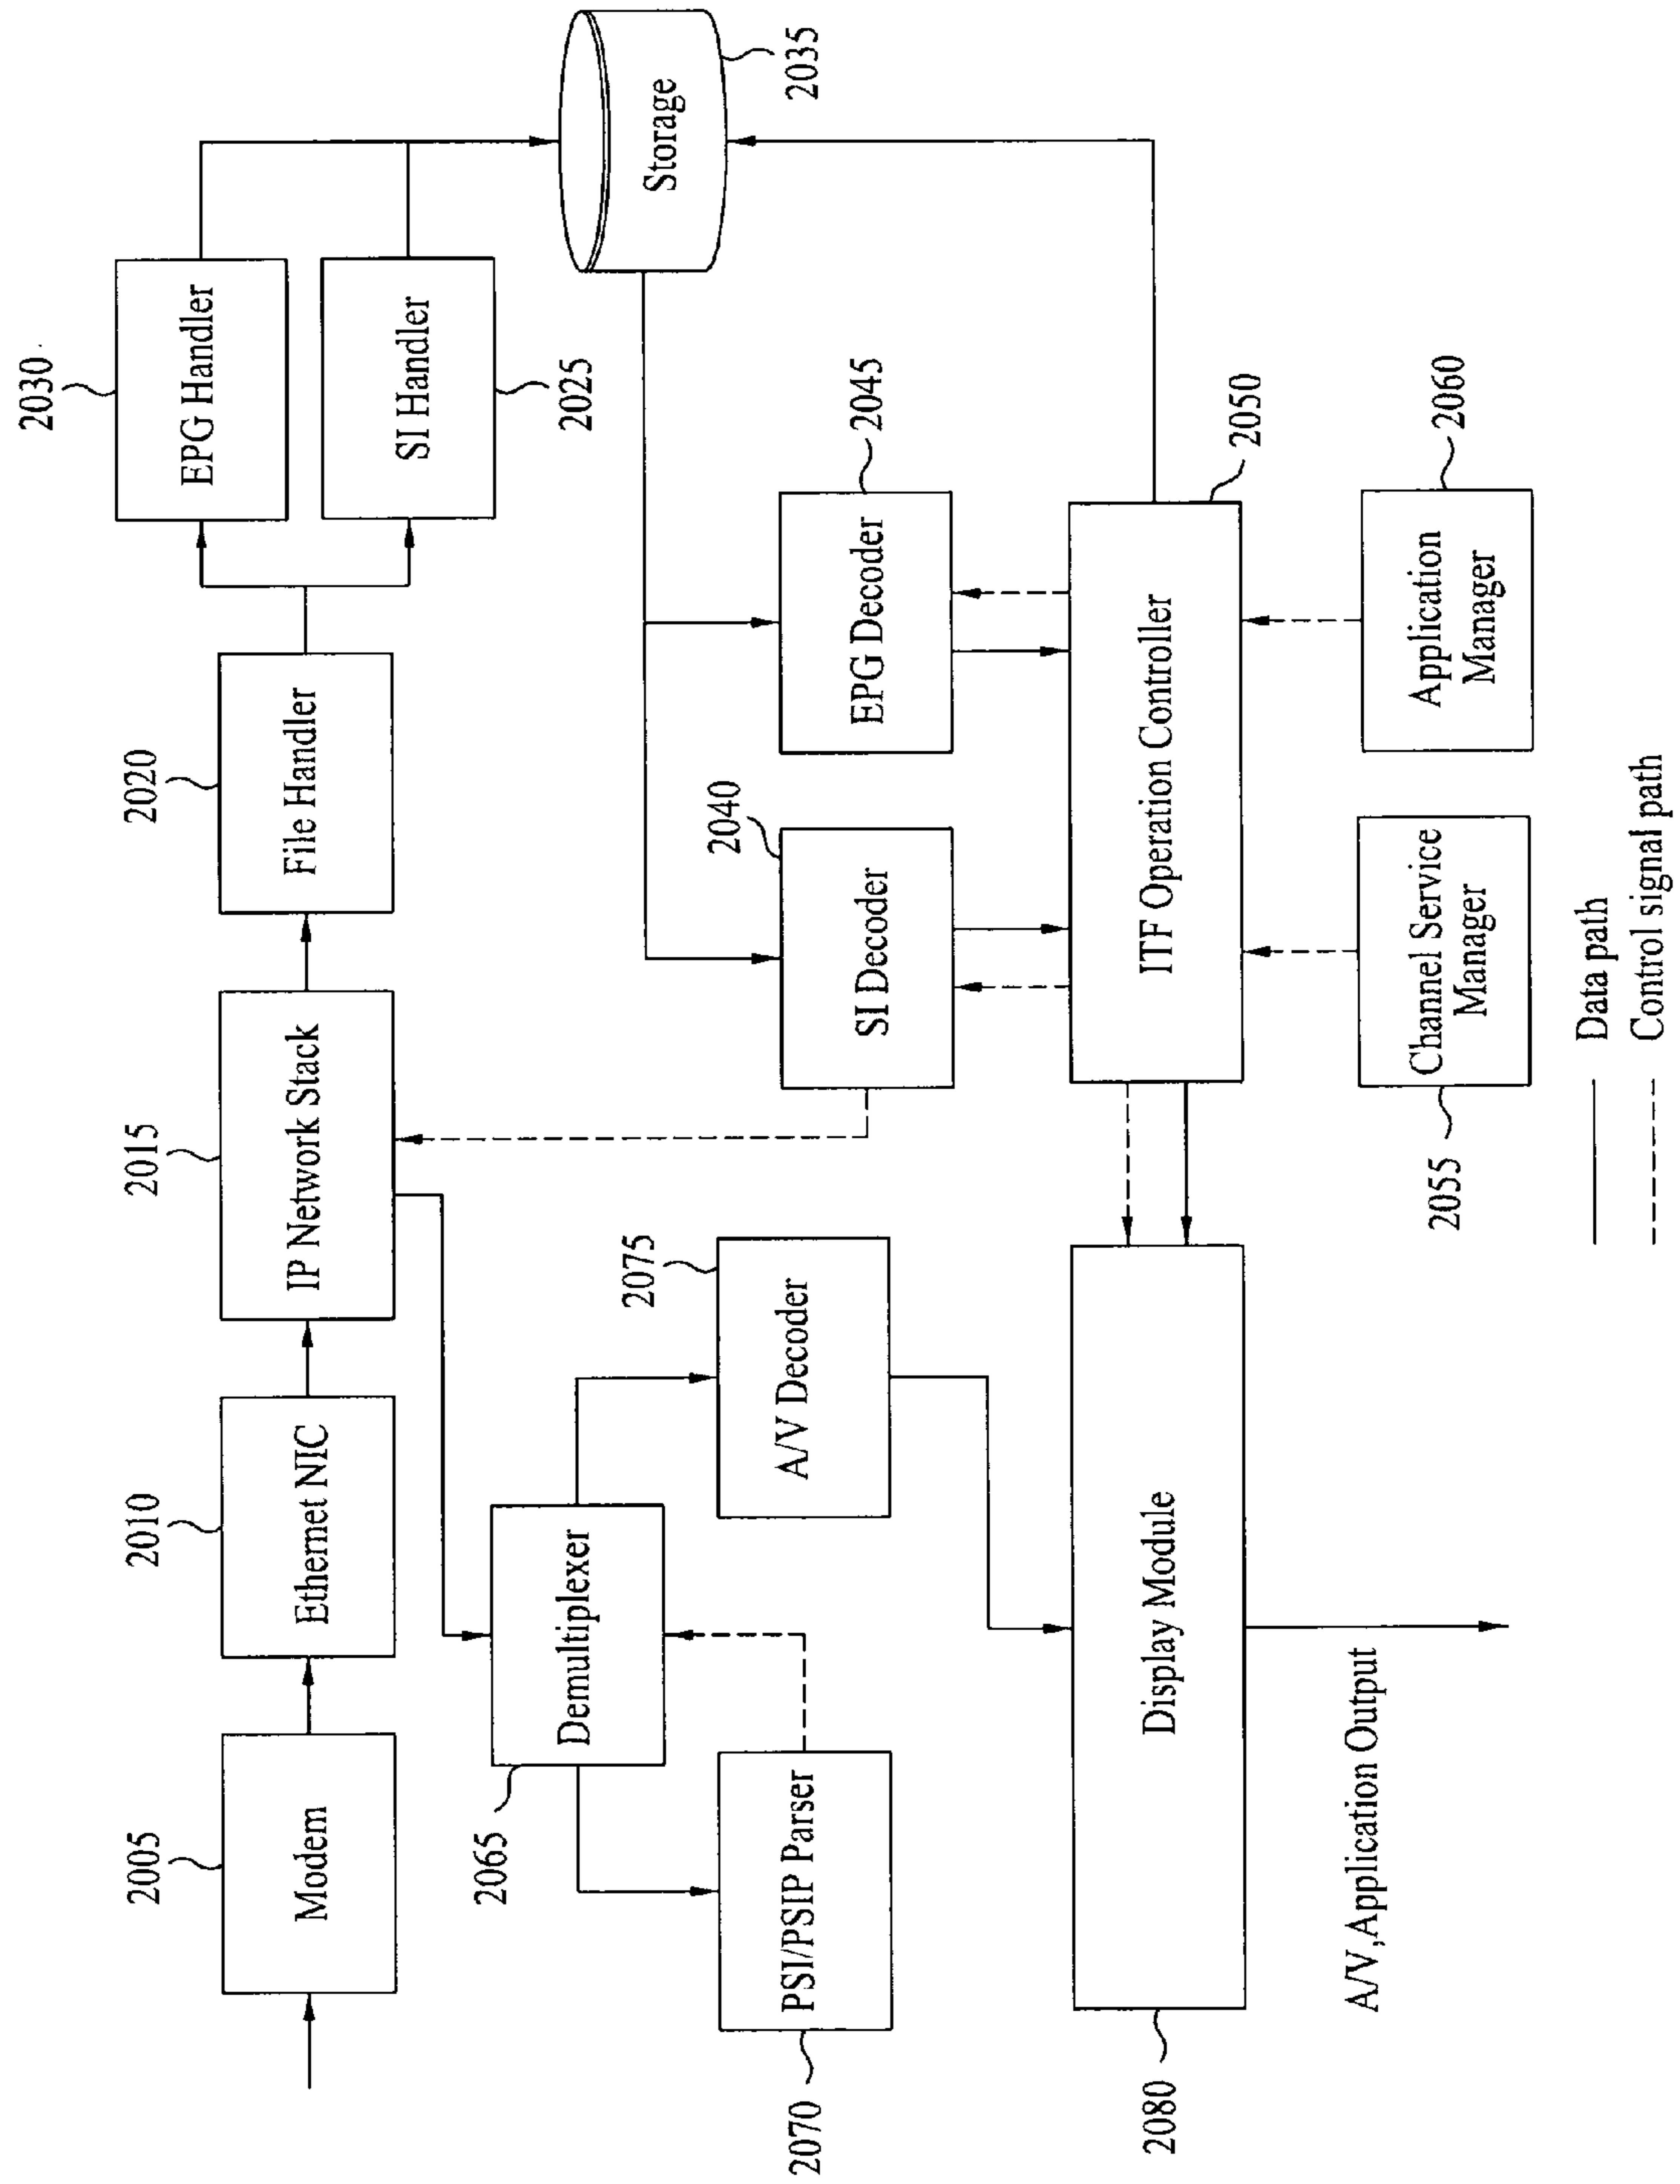 2005
Modem
2010
Ethernet NIC
2015
IP Network Stack
2020
File Handler
2030
EPG Handler
SI Handler
2025
Storage
2035
2065
Demultiplexer
2070
PSI/PSIP Parser
2075
A/V Decoder
2040
SI Decoder
EPG Decoder
2045
2080
Display Module
ITF Operation Controller
2050
A/V,Application Output
2055
Channel Service
Manager
Application
Manager
2060
Data path
Control signal path